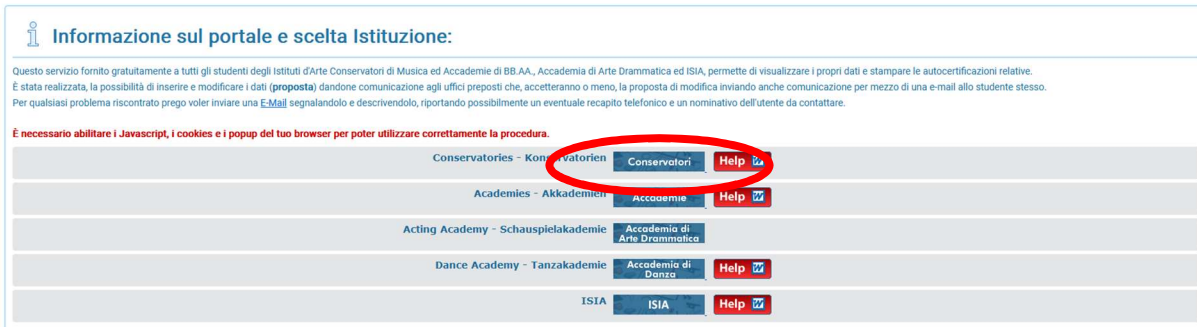 Informazione sul portale e scelta Istituzione:
Questo servizio fornito gratuitamente a tutti gli studenti degli Istituti d'Arte Conservatori di Musica ed Accademie di BB.AA., Accademia di Arte Drammatica ed ISIA, permette di visualizzare i propri dati e stampare le autocertificazioni relative.
È stata realizzata, la possibilità di inserire e modificare i dati (proposta) dandone comunicazione agli uffici preposti che, accetteranno o meno, la proposta di modifica inviando anche comunicazione per mezzo di una e-mail allo studente stesso.
Per qualsiasi problema riscontrato prego voler inviare una E-Mail segnalandolo e descrivendolo, riportando possibilmente un eventuale recapito telefonico e un nominativo dell'utente da contattare.
È necessario abilitare i Javascript, i cookies e i popup del tuo browser per poter utilizzare correttamente la procedura.
Conservatories - Konservatorien Conservatori Help W
Academies - Akkademien Accademie Help W
Acting Academy - Schauspielakademie Accademia di
Arte Drammatica
Dance Academy - Tanzakademie Accademia di
Danza Help W
ISIA ISIA Help W